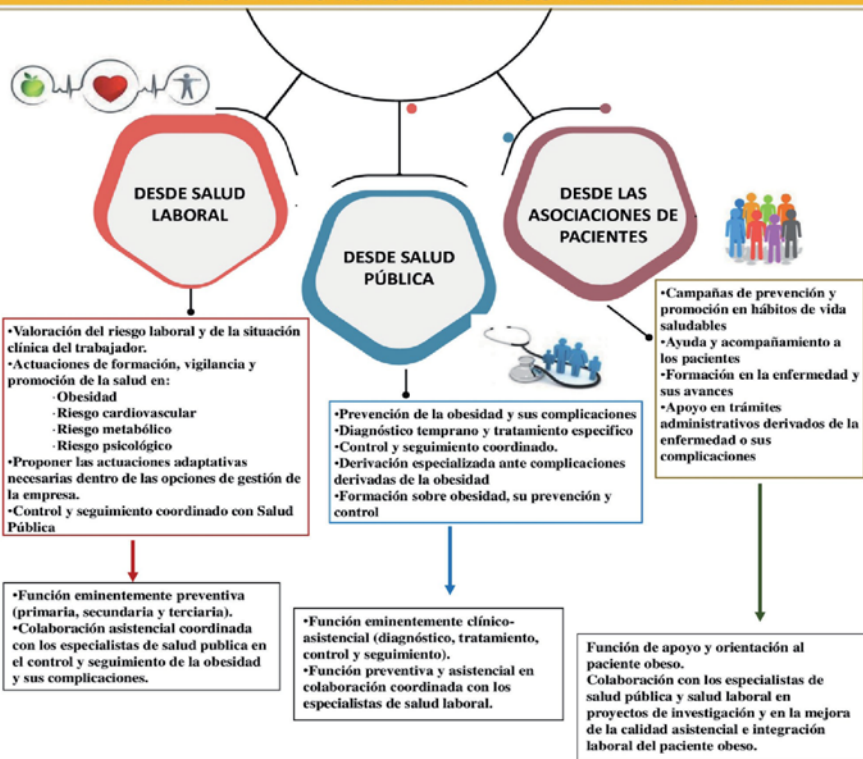 DESDE SALUD
LABORAL
DESDE SALUD
PÚBLICA
DESDE LAS
ASOCIACIONES DE
PACIENTES
•Valoración del riesgo laboral y de la situación
clínica del trabajador.
•Actuaciones de formación, vigilancia y
promoción de la salud en:
·Obesidad
·Riesgo cardiovascular
·Riesgo metabólico
·Riesgo psicológico
•Proponer las actuaciones adaptativas
necesarias dentro de las opciones de gestión de
la empresa.
•Control y seguimiento coordinado con Salud
Pública
•Prevención de la obesidad y sus complicaciones
•Diagnóstico temprano y tratamiento especifico
•Control y seguimiento coordinado.
•Derivación especializada ante complicaciones
derivadas de la obesidad
•Formación sobre obesidad, su prevención y
control
•Campañas de prevención y
promoción en hábitos de vida
saludables
•Ayuda y acompañamiento a
los pacientes
•Formación en la enfermedad y
sus avances
•Apoyo en trámites
administrativos derivados de la
enfermedad o sus
complicaciones
•Función eminentemente preventiva
(primaria, secundaria y terciaria).
•Colaboración asistencial coordinada
con los especialistas de salud publica en
el control y seguimiento de la obesidad
y sus complicaciones.
•Función eminentemente clínico-
asistencial (diagnóstico, tratamiento,
control y seguimiento).
•Función preventiva y asistencial en
colaboración coordinada con los
especialistas de salud laboral.
Función de apoyo y orientación al
paciente obeso.
Colaboración con los especialistas de
salud pública y salud laboral en
proyectos de investigación y en la mejora
de la calidad asistencial e integración
laboral del paciente obeso.